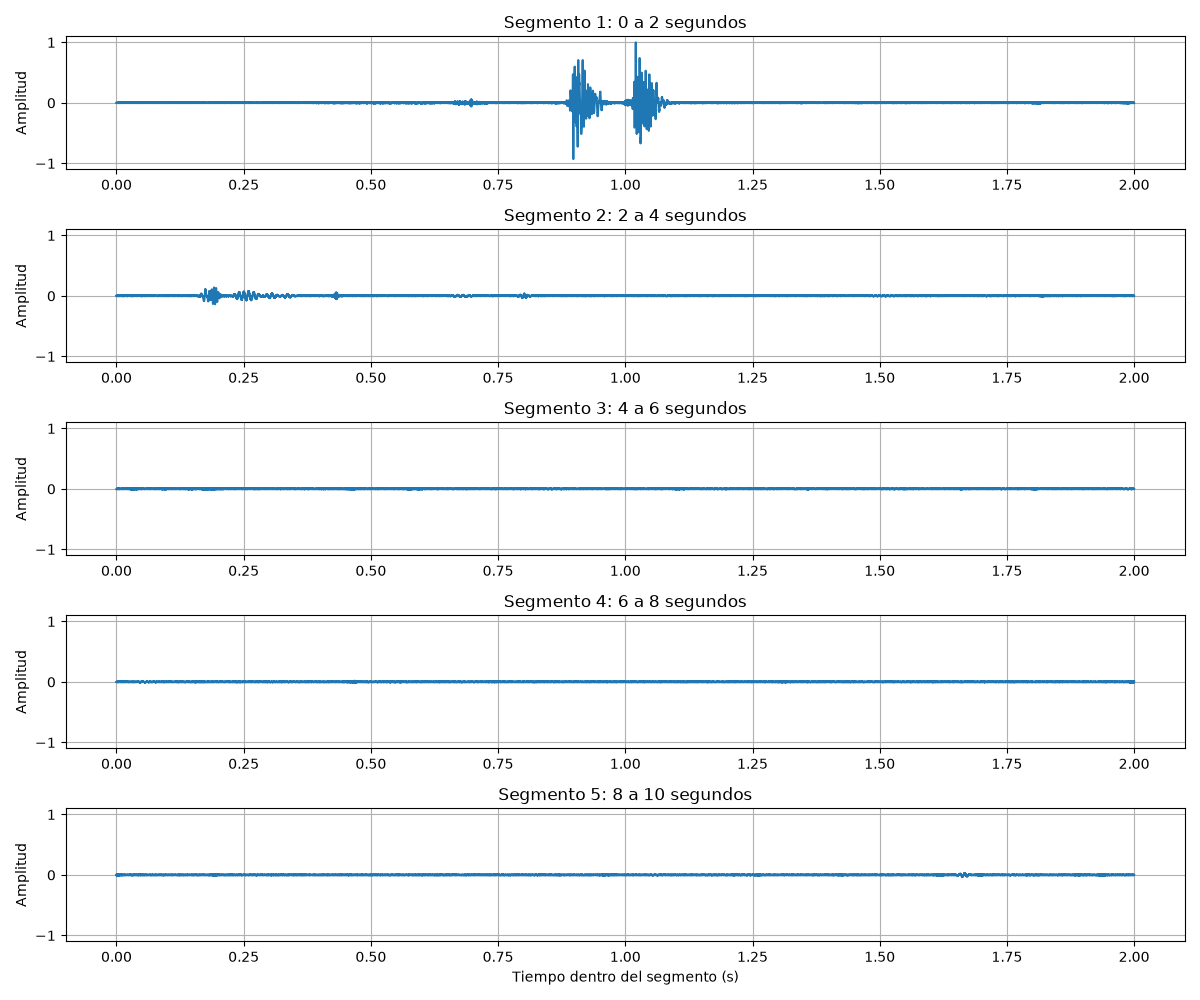 Segmento 1: 0 a 2 segundos
Amplitud
1
0
−1
0.00 0.25 0.50 0.75 1.00 1.25 1.50 1.75 2.00
Segmento 2: 2 a 4 segundos
Amplitud
1
0
−1
0.00 0.25 0.50 0.75 1.00 1.25 1.50 1.75 2.00
Segmento 3: 4 a 6 segundos
Amplitud
1
0
−1
0.00 0.25 0.50 0.75 1.00 1.25 1.50 1.75 2.00
Segmento 4: 6 a 8 segundos
Amplitud
1
0
−1
0.00 0.25 0.50 0.75 1.00 1.25 1.50 1.75 2.00
Segmento 5: 8 a 10 segundos
Amplitud
1
0
−1
0.00 0.25 0.50 0.75 1.00 1.25 1.50 1.75 2.00
Tiempo dentro del segmento (s)